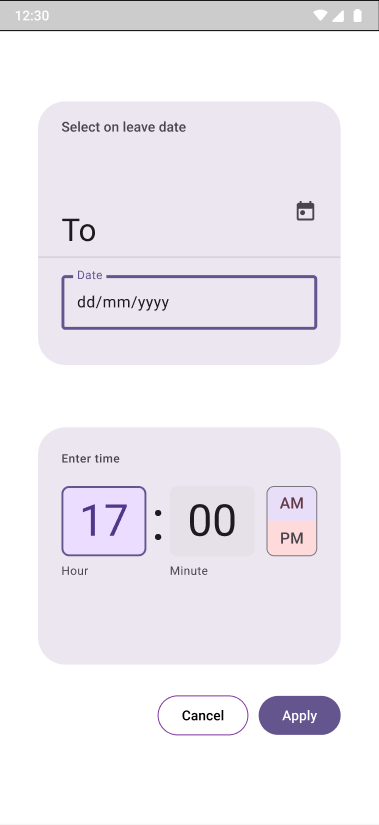 12:30
Select on leave date
To
Date
dd/mm/yyyy
Enter time
17 : 00
AM
PM
Hour Minute
Cancel Apply